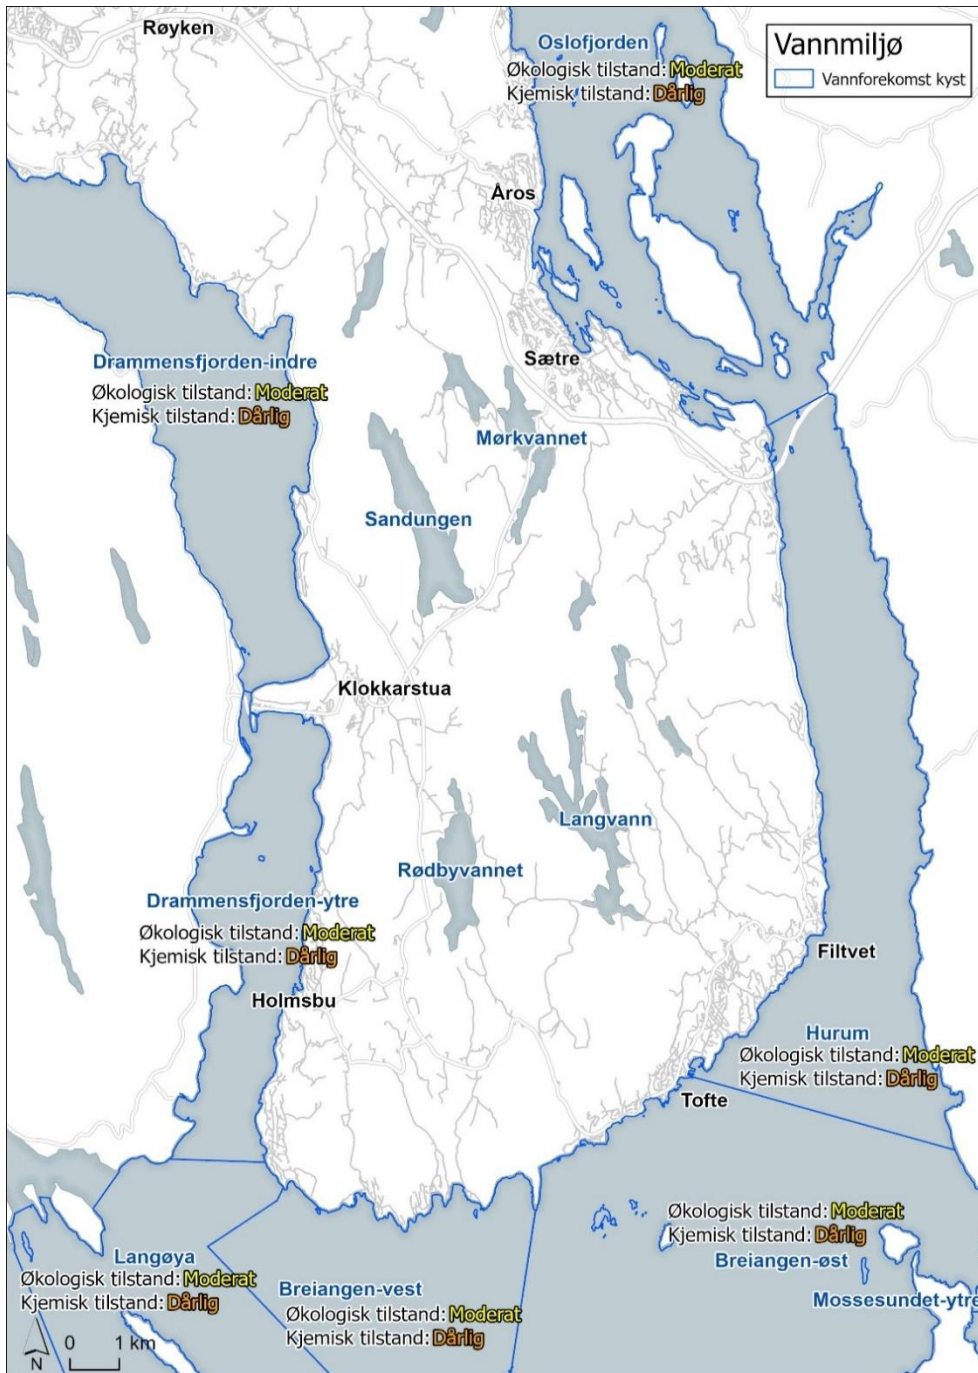 Røyken
Oslofjorden
Økologisk tilstand: Moderat
Kjemisk tilstand: Dårlig
Vannmiljø
Vannforekomst kyst
Åros
Sætre
Drammensfjorden-indre
Økologisk tilstand: Moderat
Kjemisk tilstand: Dårlig
Mørkvannet
Sandungen
Klokkarstua
Langvann
Rødbyvannet
Drammensfjorden-ytre
Økologisk tilstand: Moderat
Kjemisk tilstand: Dårlig
Holmsbu
Filtvet
Hurum
Økologisk tilstand: Moderat
Kjemisk tilstand: Dårlig
Tofte
Økologisk tilstand: Moderat
Kjemisk tilstand: Dårlig
Breiangen-øst
Mossesundet-ytre
Langøya
Økologisk tilstand: Moderat
Kjemisk tilstand: Dårlig
Breiangen-vest
Økologisk tilstand: Moderat
Kjemisk tilstand: Dårlig
0 1 km
N